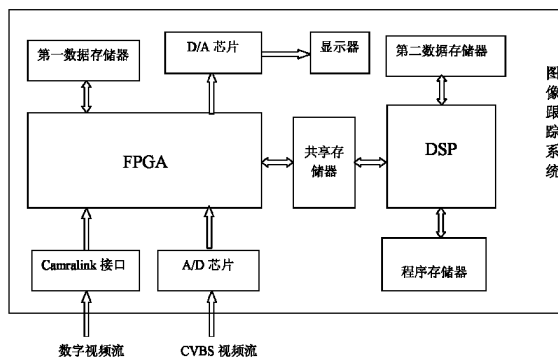 D/A 芯片
显示器
第一数据存储器
第二数据存储器
图
像
跟
踪
系
统
FPGA
共享存
储器
DSP
Camralink 接口
A/D 芯片
程序存储器
数字视频流
CVBS 视频流